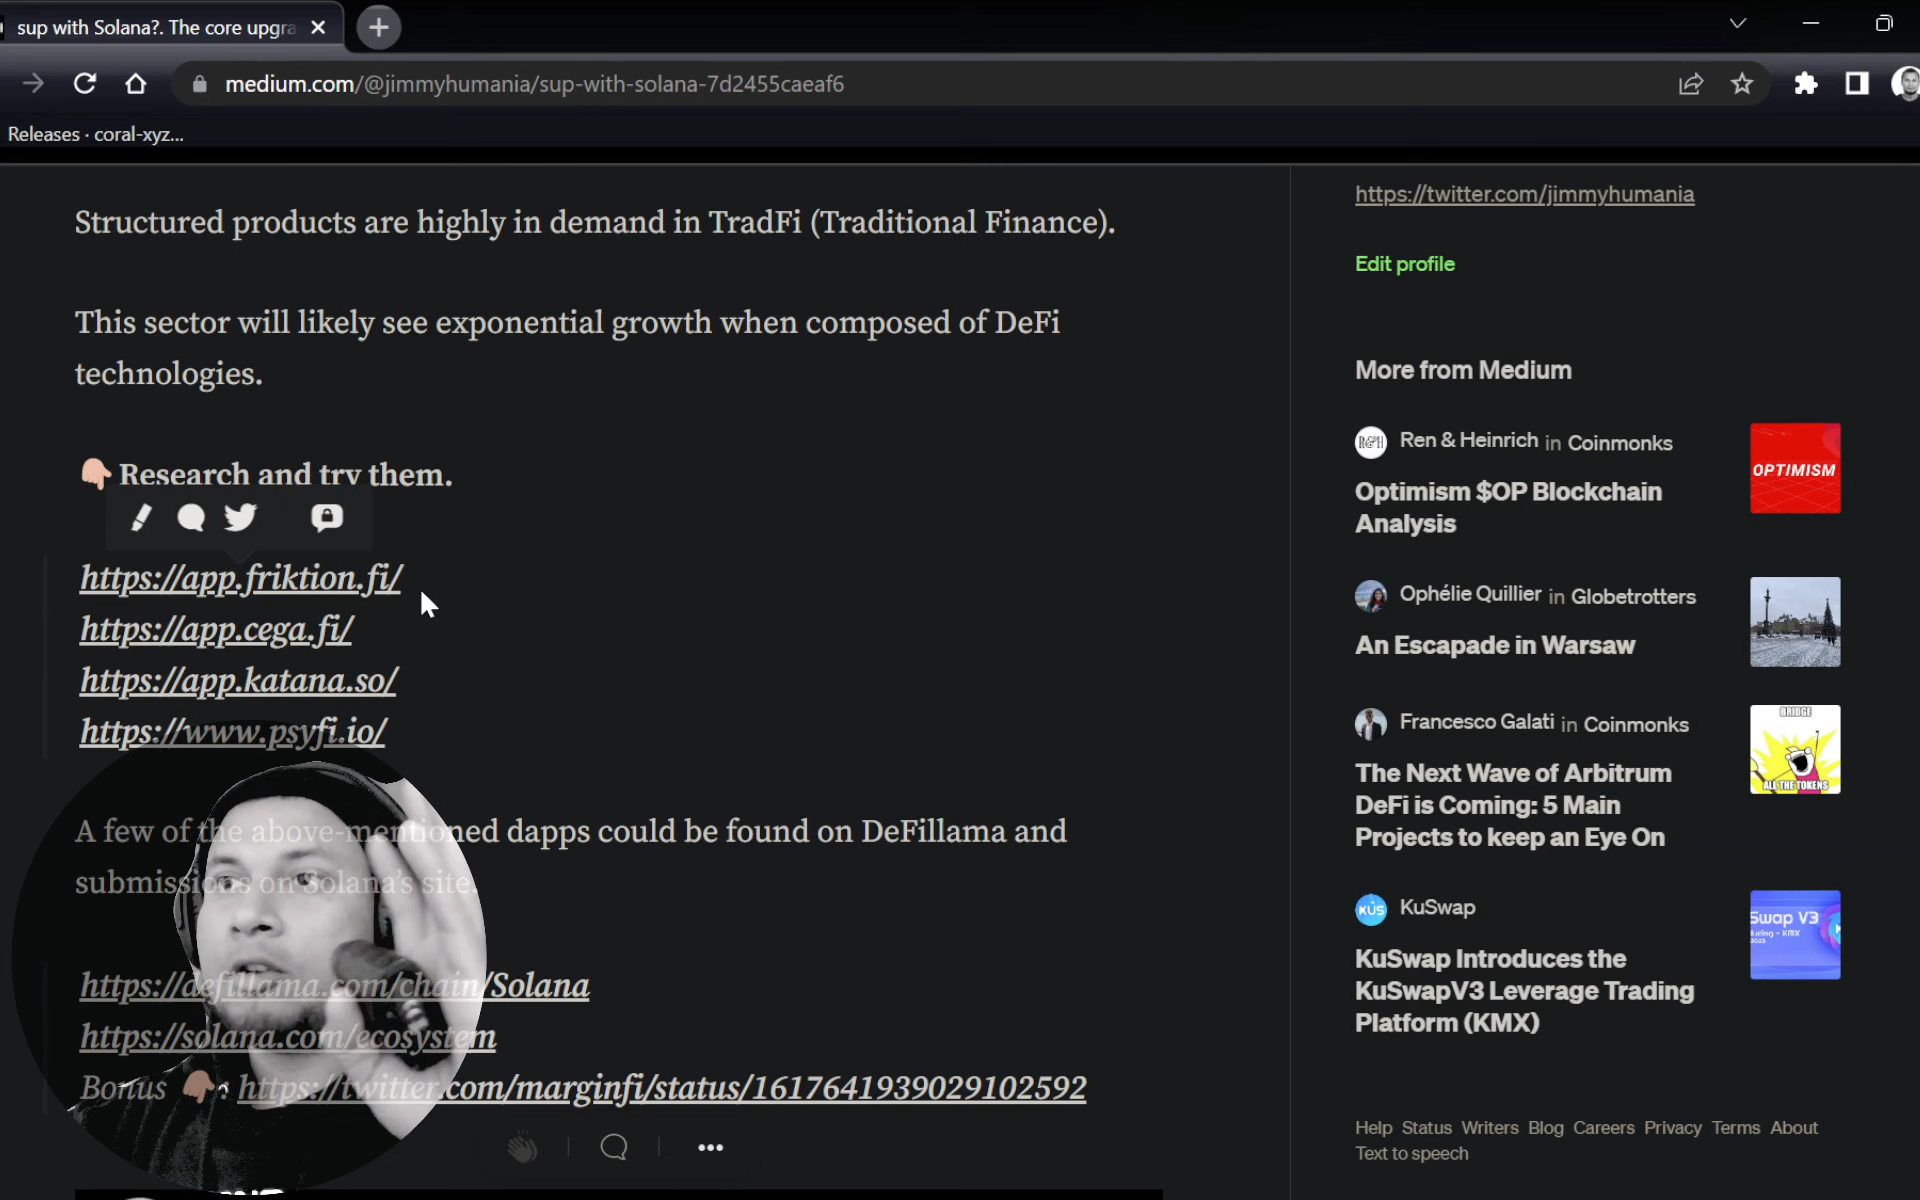 sup with Solana?. The core upgra
medium.com/@jimmyhumania/sup-with-solana-7d2455caeaf6
Releases · coral-xyz...
Structured products are highly in demand in TradFi (Traditional Finance).
This sector will likely see exponential growth when composed of DeFi
technologies.
Research and try them.
https://app.friktion.fi/
https://app.cega.fi/
https://app.katana.so/
https://www.psyfi.io/
A few of the above-mentioned dapps could be found on DeFillama and
submissions on Solana's site.
https://defillama.com/chain/Solana
https://solana.com/ecosystem
Bonus : https://twitter.com/marginfi/status/1617641939029102592
https://twitter.com/jimmyhumania
Edit profile
More from Medium
R&H
Ren & Heinrich in Coinmonks
Optimism $OP Blockchain
Analysis
OPTIMISM
Ophélie Quillier in Globetrotters
An Escapade in Warsaw
Francesco Galati in Coinmonks
The Next Wave of Arbitrum
DeFi is Coming: 5 Main
Projects to keep an Eye On
BRIDGE
ALL THE TOKENS
KUS
KuSwap
KuSwap Introduces the
KuSwapV3 Leverage Trading
Platform (KMX)
Swap V3
Help Status Writers Blog Careers Privacy Terms About
Text to speech